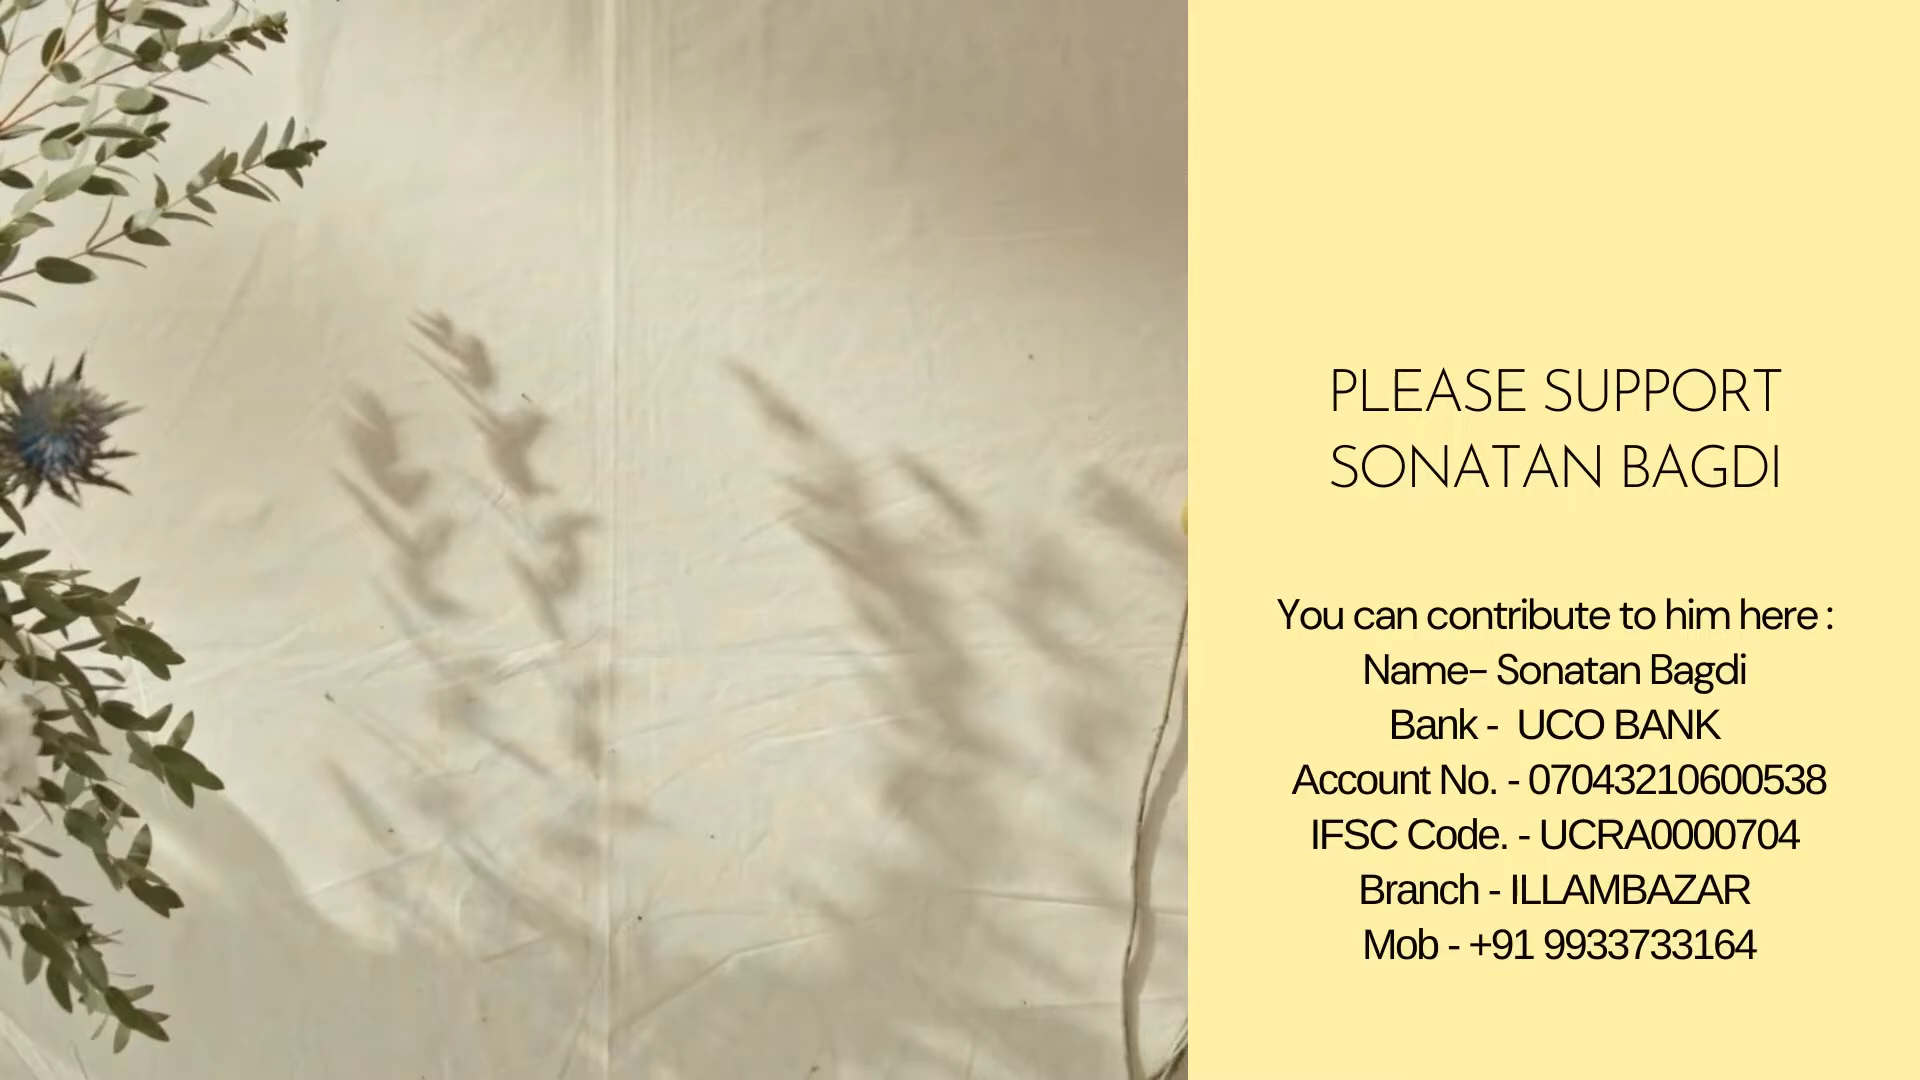 PLEASE SUPPORT
SONATAN BAGDI
You can contribute to him here :
Name- Sonatan Bagdi
Bank - UCO BANK
Account No. - 07043210600538
IFSC Code. - UCRA0000704
Branch - ILLAMBAZAR
Mob - +91 9933733164